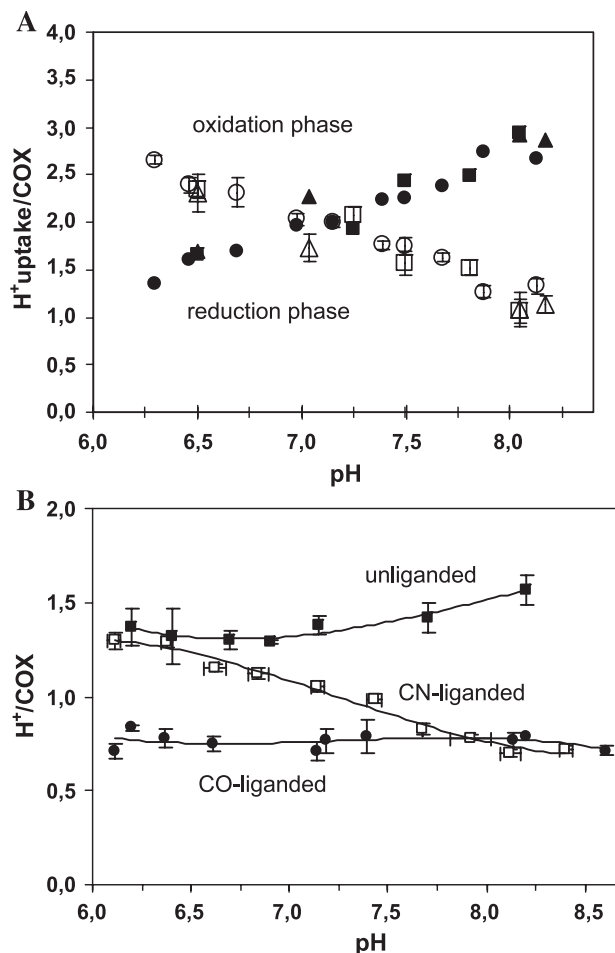 A
4,0
3,5
3,0
2,5
2,0
1,5
1,0
0,5
0,0
H⁺uptake/COX
oxidation phase
reduction phase
6,0 6,5 7,0 7,5 8,0
pH
B
2,0
1,5
1,0
0,5
0,0
H⁺/COX
unliganded
CN-liganded
CO-liganded
6,0 6,5 7,0 7,5 8,0 8,5
pH